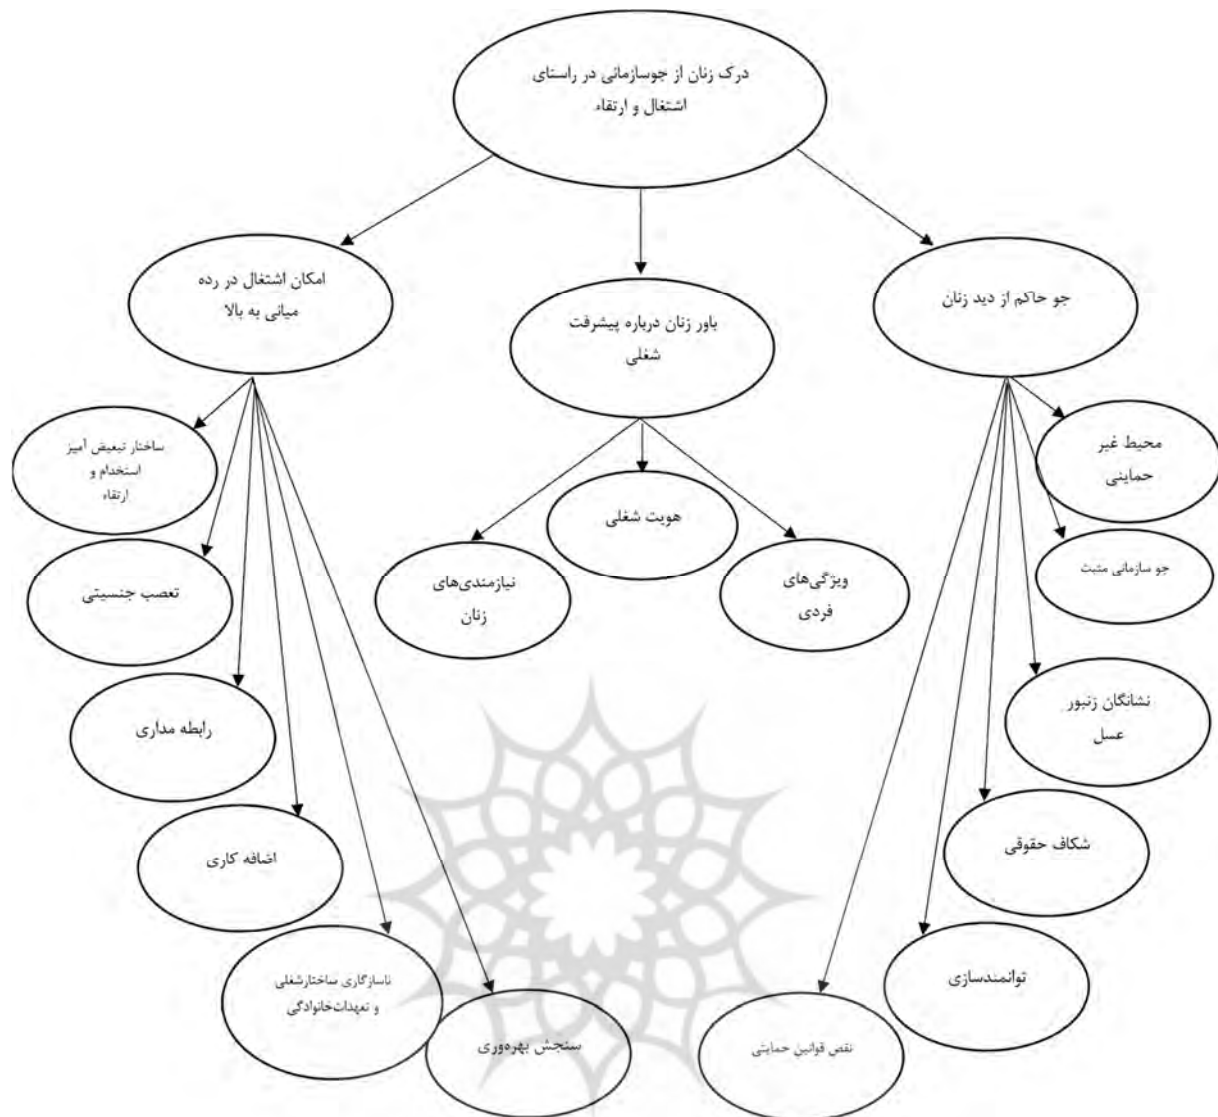 درک زنان از جوسازمانی در راستای
اشتغال و ارتقاء
جو حاکم از دید زنان
باور زنان درباره پیشرفت
شغلی
امکان اشتغال در رده
میانی به بالا
محیط غیر
حمایتی
جو سازمانی مثبت
نشانگان زنبور
عسل
شکاف حقوقی
توانمندسازی
نقص قوانین حمایتی
ویژگی‌های
فردی
هویت شغلی
نیازمندی‌های
زنان
ساختار تبعیض آمیز
استخدام و
ارتقاء
تعصب جنسیتی
رابطه مداری
اضافه کاری
ناسازگاری ساختارشغلی
و تعهدات‌خانوادگی
سنجش بهره‌وری